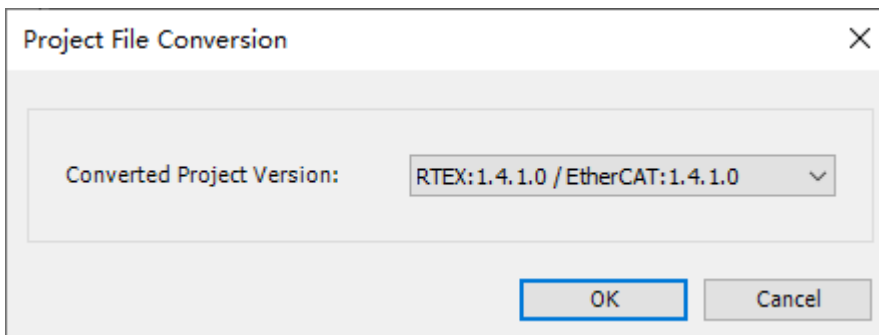 Project File Conversion
Converted Project Version: RTEX:1.4.1.0 / EtherCAT:1.4.1.0
OK Cancel